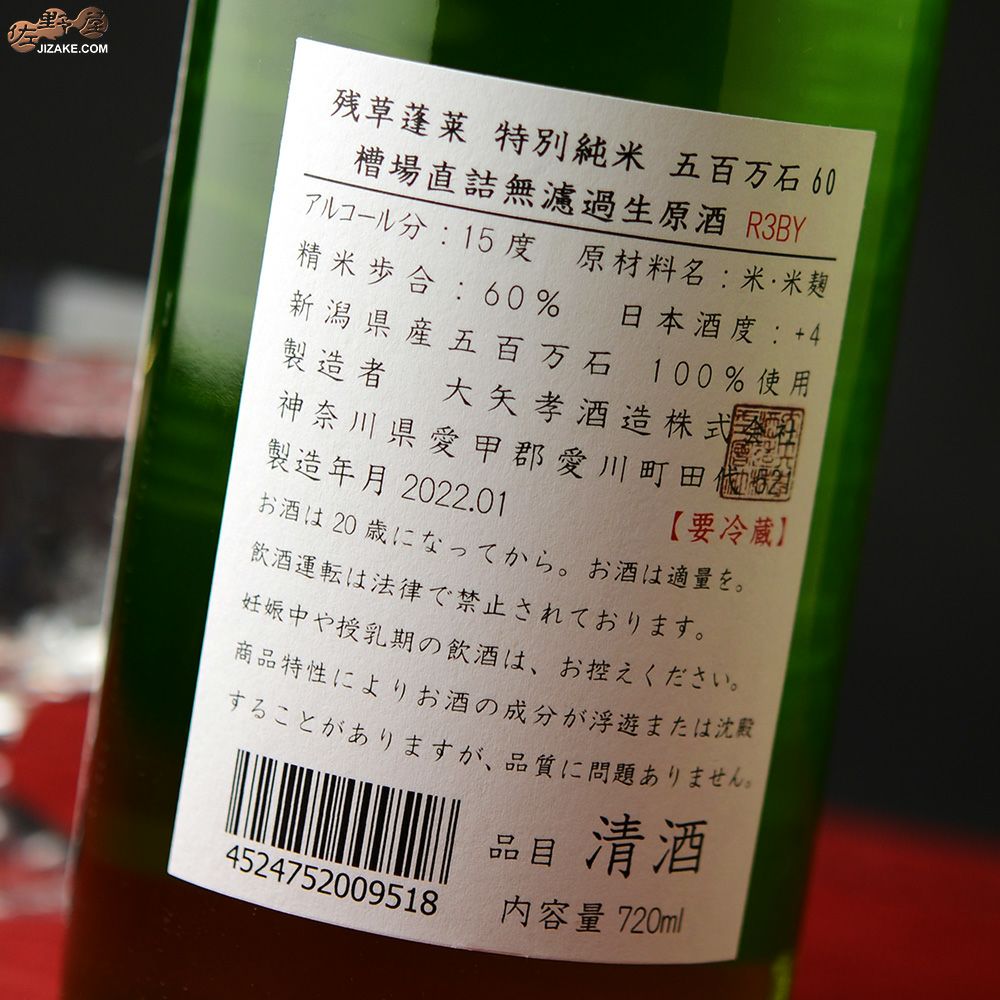 佐野屋
JIZAKE.COM
残草蓬莱 特別純米 五百万石60
槽場直詰無濾過生原酒 R3BY
アルコール分：15度 原材料名：米・米麹
精米歩合：60% 日本酒度：+4
新潟県産五百万石 100%使用
製造者 大矢孝酒造株式会社
神奈川県愛甲郡愛川町田代521
製造年月 2022.01
【要冷蔵】
お酒は20歳になってから。お酒は適量を。
飲酒運転は法律で禁止されております。
妊娠中や授乳期の飲酒は、お控えください。
商品特性によりお酒の成分が浮遊または沈殿
することがありますが、品質に問題ありません。
4524752009518
品目 清酒
内容量 720ml